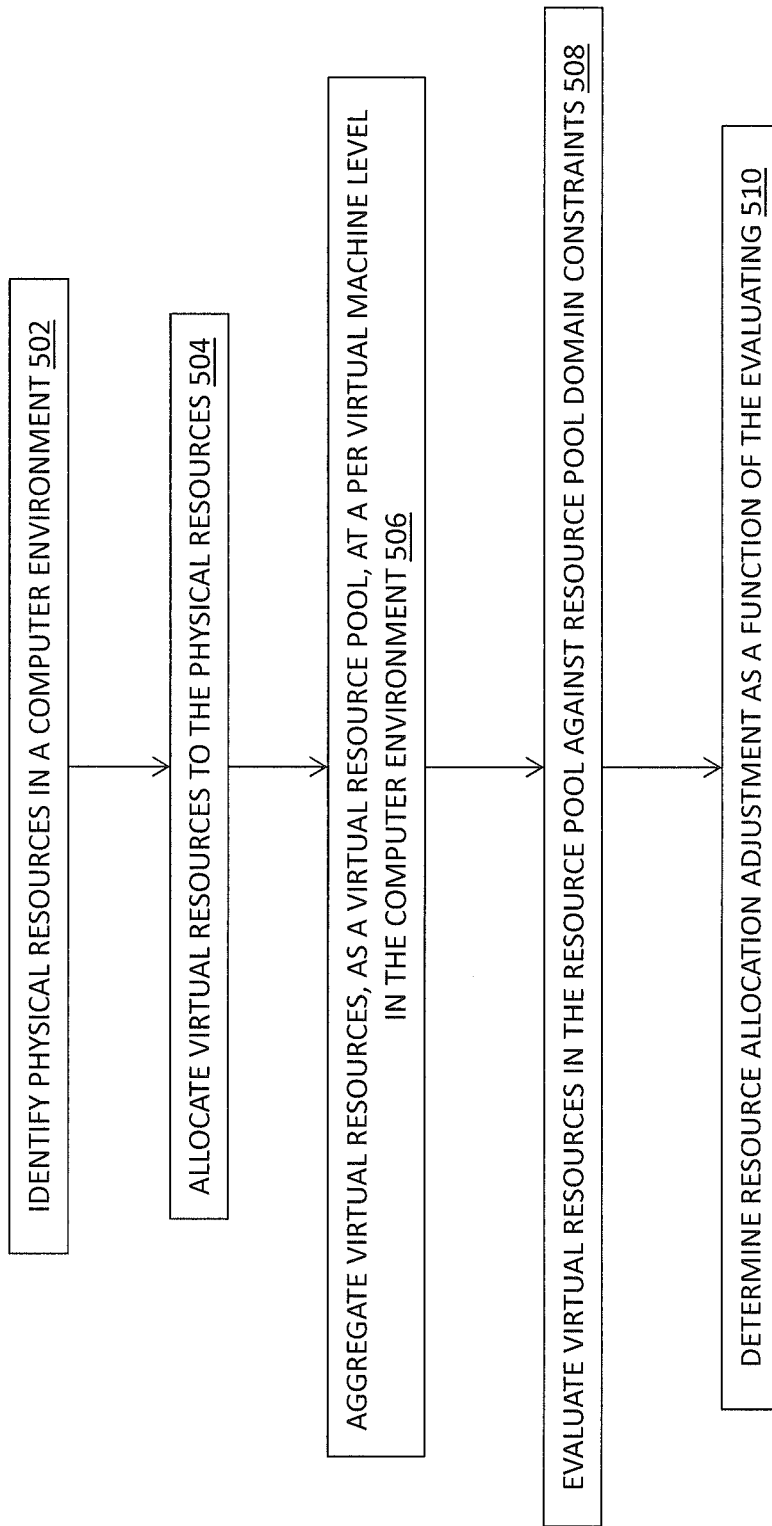 IDENTIFY PHYSICAL RESOURCES IN A COMPUTER ENVIRONMENT 502
ALLOCATE VIRTUAL RESOURCES TO THE PHYSICAL RESOURCES 504
AGGREGATE VIRTUAL RESOURCES, AS A VIRTUAL RESOURCE POOL, AT A PER VIRTUAL MACHINE LEVEL
IN THE COMPUTER ENVIRONMENT 506
EVALUATE VIRTUAL RESOURCES IN THE RESOURCE POOL AGAINST RESOURCE POOL DOMAIN CONSTRAINTS 508
DETERMINE RESOURCE ALLOCATION ADJUSTMENT AS A FUNCTION OF THE EVALUATING 510